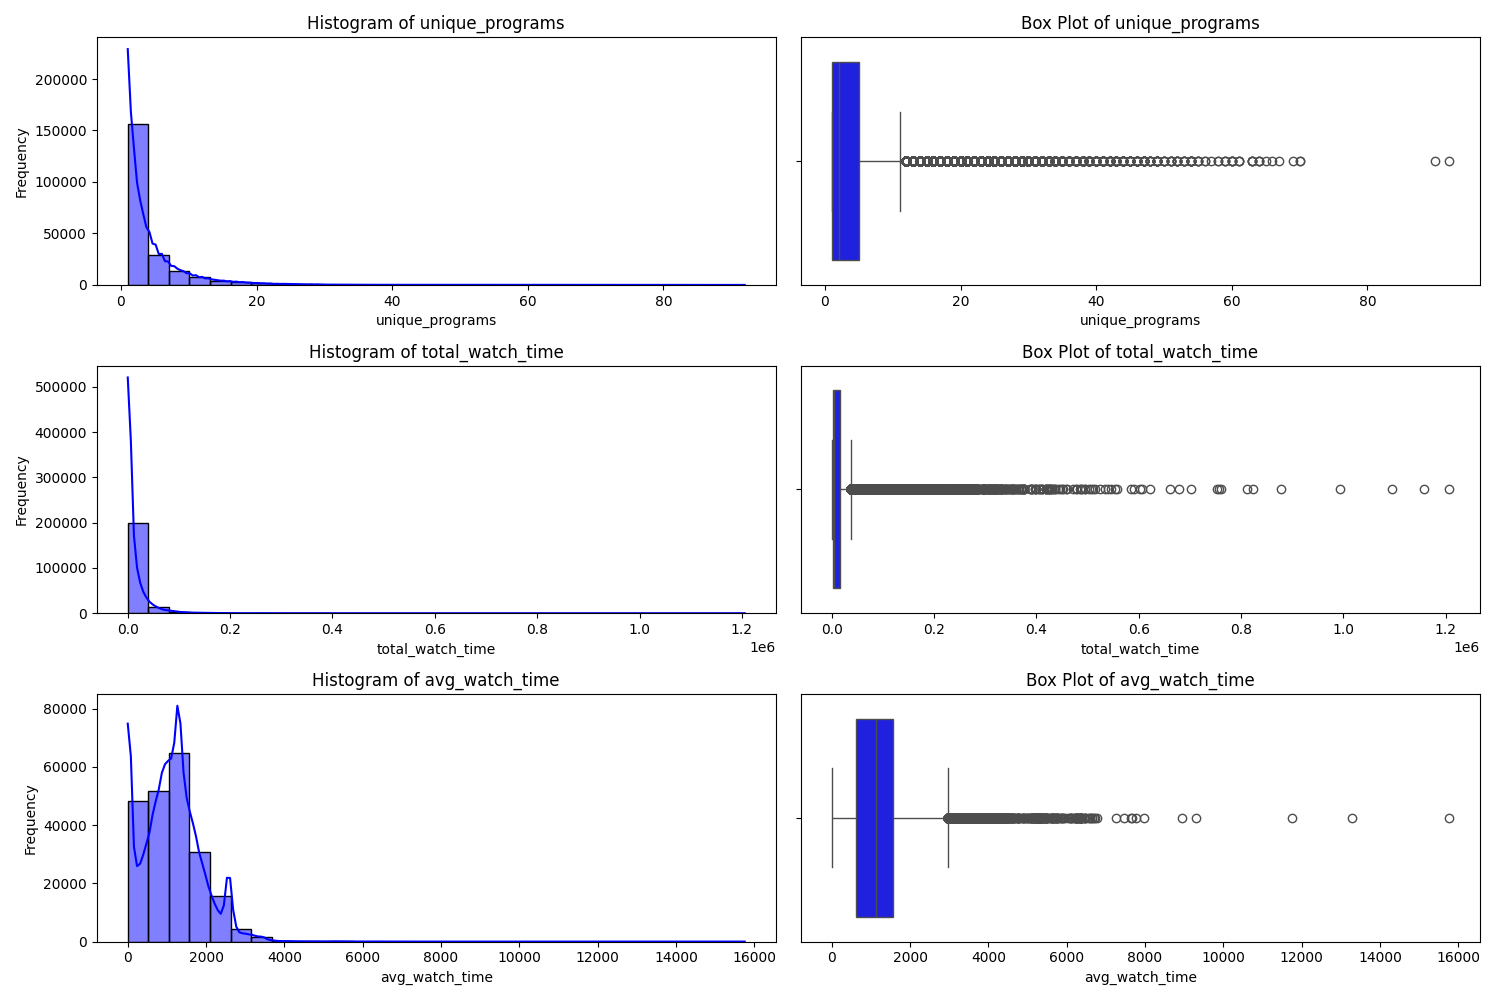 Histogram of unique_programs
Box Plot of unique_programs
Frequency
200000
150000
100000
50000
0
0 20 40 60 80
unique_programs
0 20 40 60 80
unique_programs
Histogram of total_watch_time
Box Plot of total_watch_time
Frequency
500000
400000
300000
200000
100000
0
0.0 0.2 0.4 0.6 0.8 1.0 1.2
1e6
total_watch_time
0.0 0.2 0.4 0.6 0.8 1.0 1.2
1e6
total_watch_time
Histogram of avg_watch_time
Box Plot of avg_watch_time
Frequency
80000
60000
40000
20000
0
0 2000 4000 6000 8000 10000 12000 14000 16000
avg_watch_time
0 2000 4000 6000 8000 10000 12000 14000 16000
avg_watch_time